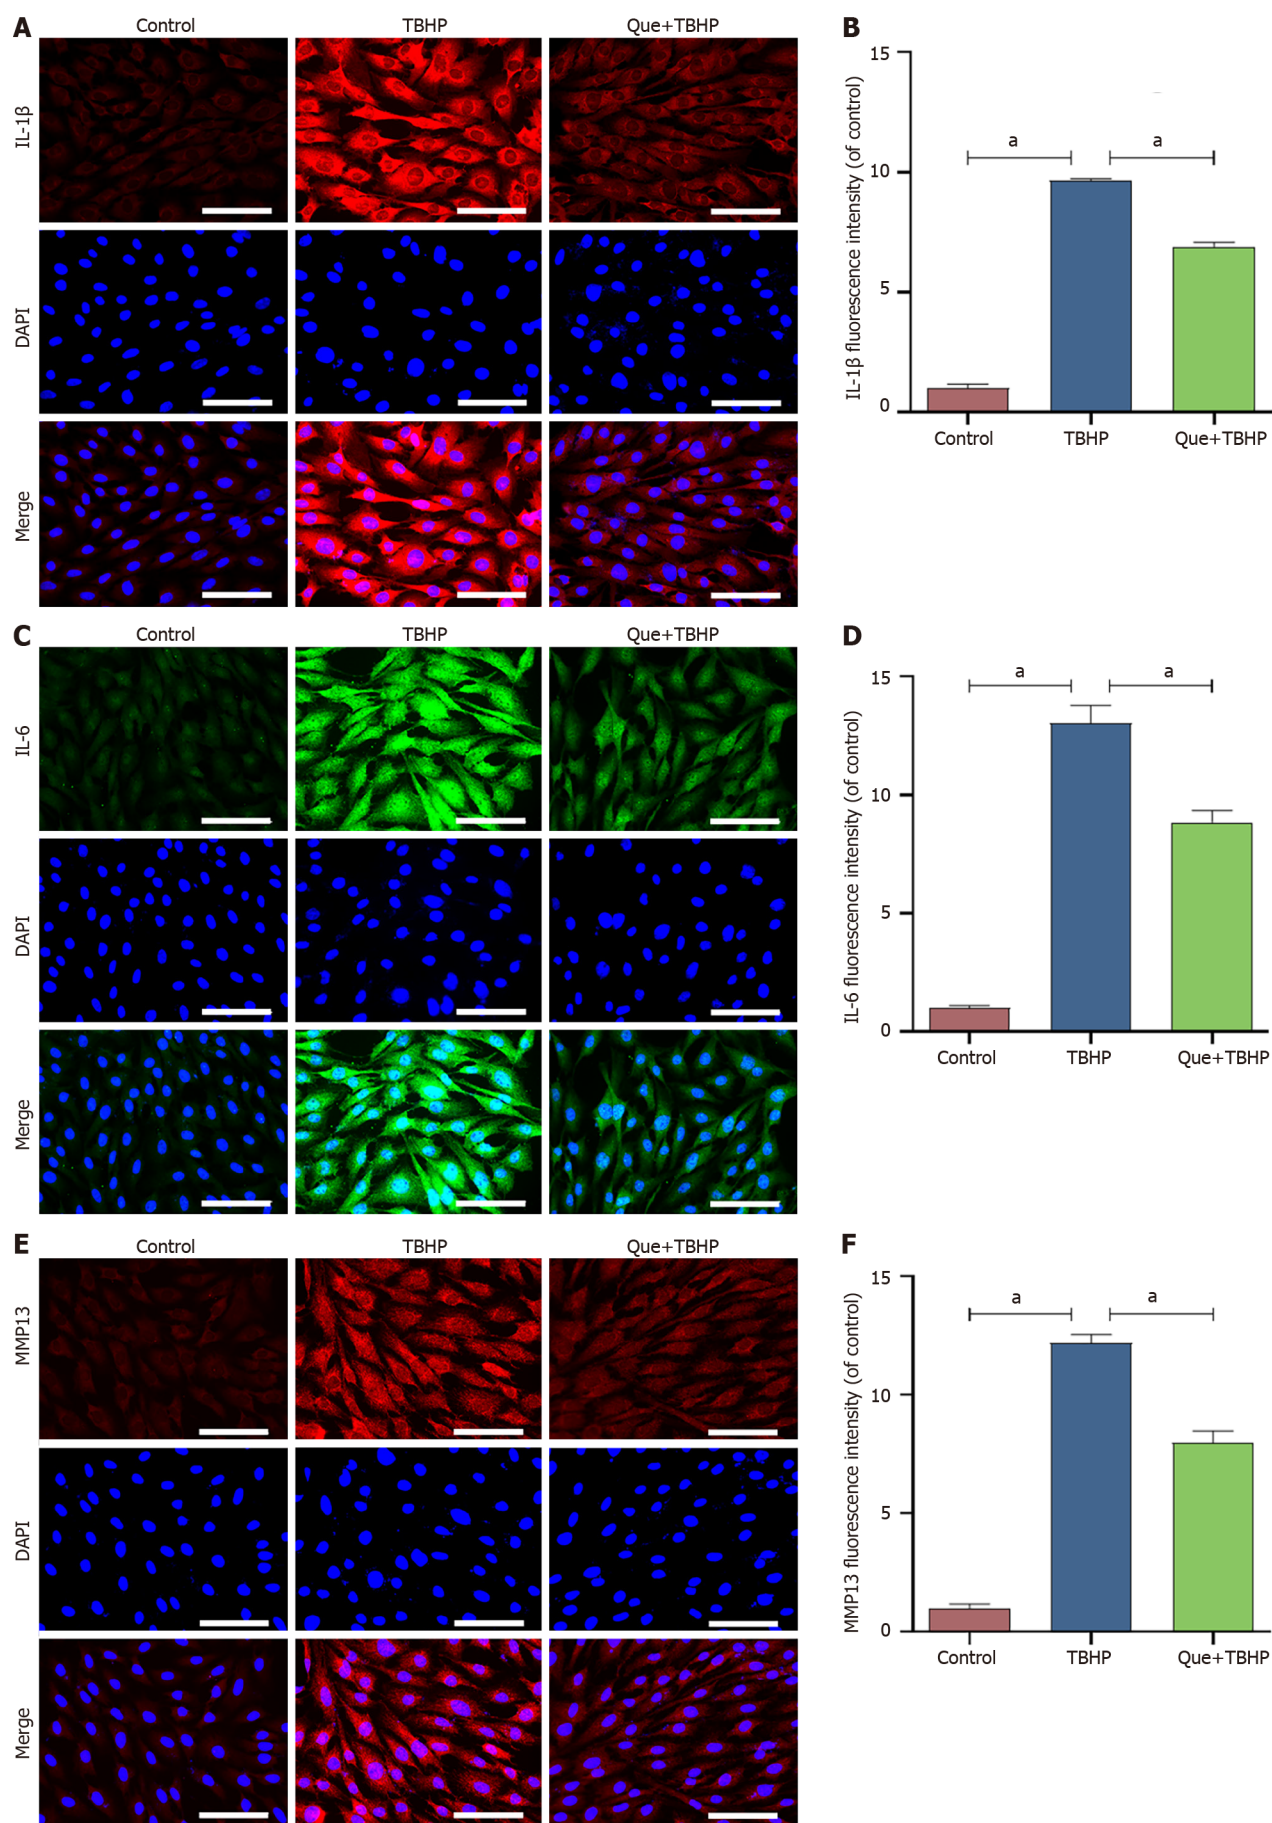 A
Control
TBHP
Que+TBHP
IL-1β
DAPI
Merge
B
IL-1β fluorescence intensity (of control)
15
10
5
0
a
a
Control
TBHP
Que+TBHP
C
Control
TBHP
Que+TBHP
IL-6
DAPI
Merge
D
IL-6 fluorescence intensity (of control)
15
10
5
0
a
a
Control
TBHP
Que+TBHP
E
Control
TBHP
Que+TBHP
MMP13
DAPI
Merge
F
MMP13 fluorescence intensity (of control)
15
10
5
0
a
a
Control
TBHP
Que+TBHP